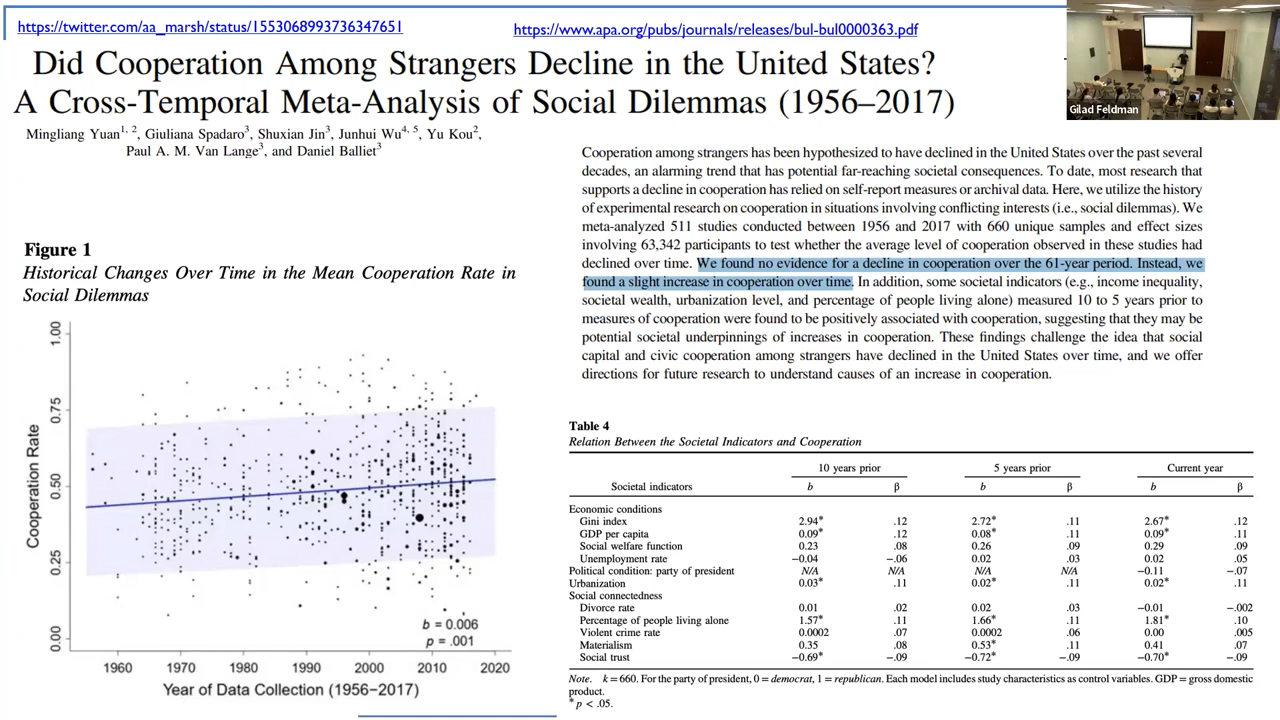 https://twitter.com/aa_marsh/status/1553068993736347651
https://www.apa.org/pubs/journals/releases/bul-bul0000363.pdf
Gilad Feldman
Did Cooperation Among Strangers Decline in the United States?
A Cross-Temporal Meta-Analysis of Social Dilemmas (1956–2017)
Mingliang Yuan1, 2, Giuliana Spadaro3, Shuxian Jin3, Junhui Wu4, 5, Yu Kou2,
Paul A. M. Van Lange3, and Daniel Balliet3
Cooperation among strangers has been hypothesized to have declined in the United States over the past several
decades, an alarming trend that has potential far-reaching societal consequences. To date, most research that
supports a decline in cooperation has relied on self-report measures or archival data. Here, we utilize the history
of experimental research on cooperation in situations involving conflicting interests (i.e., social dilemmas). We
meta-analyzed 511 studies conducted between 1956 and 2017 with 660 unique samples and effect sizes
involving 63,342 participants to test whether the average level of cooperation observed in these studies had
declined over time. We found no evidence for a decline in cooperation over the 61-year period. Instead, we
found a slight increase in cooperation over time. In addition, some societal indicators (e.g., income inequality,
societal wealth, urbanization level, and percentage of people living alone) measured 10 to 5 years prior to
measures of cooperation were found to be positively associated with cooperation, suggesting that they may be
potential societal underpinnings of increases in cooperation. These findings challenge the idea that social
capital and civic cooperation among strangers have declined in the United States over time, and we offer
directions for future research to understand causes of an increase in cooperation.
Figure 1
Historical Changes Over Time in the Mean Cooperation Rate in
Social Dilemmas
Cooperation Rate
1.00
0.75
0.50
0.25
0.00
b = 0.006
p = .001
1960 1970 1980 1990 2000 2010 2020
Year of Data Collection (1956–2017)
Table 4
Relation Between the Societal Indicators and Cooperation
10 years prior 5 years prior Current year
Societal indicators b β b β b β
Economic conditions
Gini index 2.94* .12 2.72* .11 2.67* .12
GDP per capita 0.09* .12 0.08* .11 0.09* .11
Social welfare function 0.23 .08 0.26 .09 0.29 .09
Unemployment rate −0.04 −.06 0.02 .03 0.02 .05
Political condition: party of president N/A N/A N/A N/A −0.11 −.07
Urbanization 0.03* .11 0.02* .11 0.02* .11
Social connectedness
Divorce rate 0.01 .02 0.02 .03 −0.01 −.002
Percentage of people living alone 1.57* .11 1.66* .11 1.81* .10
Violent crime rate 0.0002 .07 0.0002 .06 0.00 .005
Materialism 0.35 .08 0.53* .11 0.41 .07
Social trust −0.69* −.09 −0.72* −.09 −0.70* −.09
Note. k = 660. For the party of president, 0 = democrat, 1 = republican. Each model includes study characteristics as control variables. GDP = gross domestic
product.
* p < .05.